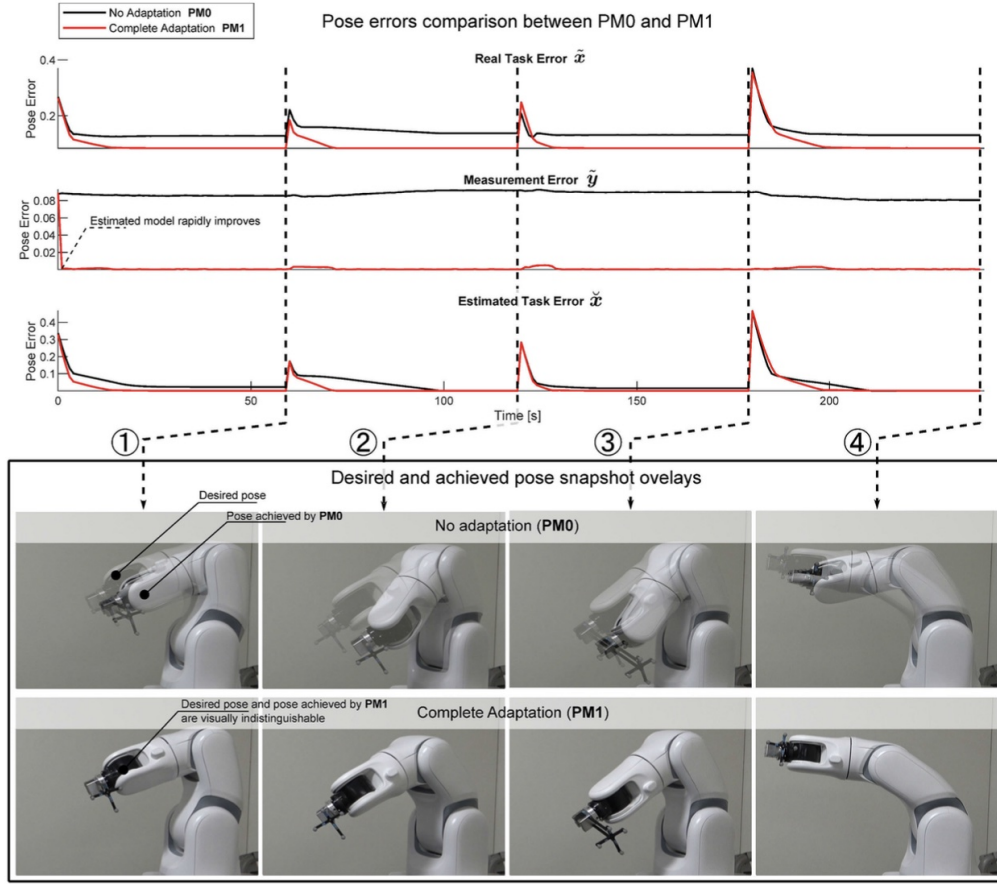 No Adaptation PM0
Complete Adaptation PM1
Pose errors comparison between PM0 and PM1
Real Task Error x̃
Pose Error
0.4
0.2
Measurement Error ỹ
Pose Error
0.08
0.06
0.04
0.02
Estimated model rapidly improves
Estimated Task Error x̆
Pose Error
0.4
0.3
0.2
0.1
0
50
100
150
200
Time [s]
①
②
③
④
Desired and achieved pose snapshot ovelays
Desired pose
Pose achieved by PM0
No adaptation (PM0)
Desired pose and pose achieved by PM1
are visually indistinguishable
Complete Adaptation (PM1)